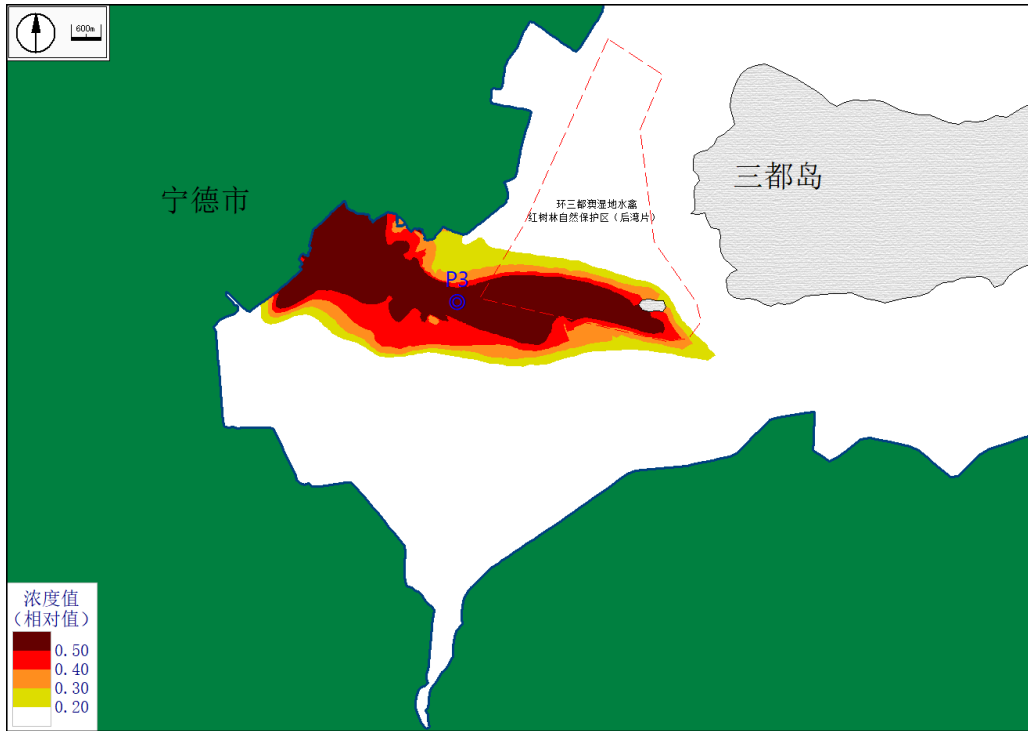 600m
宁德市
三都岛
环三都澳湿地水禽
红树林自然保护区（后湾片）
P3
浓度值
（相对值）
0.50
0.40
0.30
0.20